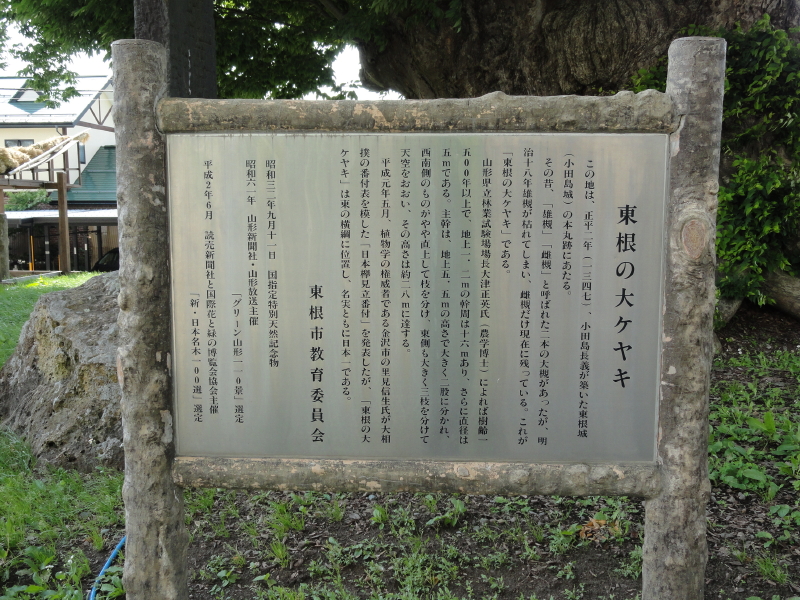 東根の大ケヤキ
この地は、正平二年(一三四七)、小田島長義が築いた東根城
(小田島城)の本丸跡にあたる。
その昔、「雄槻」「雌槻」と呼ばれた二本の大槻があったが、明
治十八年雄槻が枯れてしまい、雌槻だけ現在に残っている。これが
「東根の大ケヤキ」である。
山形県立林業試験場場長大津正英氏(農学博士)によれば樹齢一
五〇〇年以上で、地上一、二mの幹周は十六mあり、さらに直径は
五mである。主幹は、地上五、五mの高さで大きく二股に分かれ、
西南側のものがやや直上して枝を分け、東側も大きく三枝を分けて
天空をおおい、その高さは約二八mに達する。
平成元年五月、植物学の権威者である金沢市の里見信生氏が大相
撲の番付表を模した「日本欅見立番付」を発表したが、「東根の大
ケヤキ」は東の横綱に位置し、名実ともに日本一である。
東根市教育委員会
昭和三二年九月十一日 国指定特別天然記念物
昭和六一年 山形新聞社・山形放送主催
「グリーン山形一一〇景」選定
平成2年6月 読売新聞社と国際花と緑の博覧会協会主催
「新・日本名木一〇〇選」選定